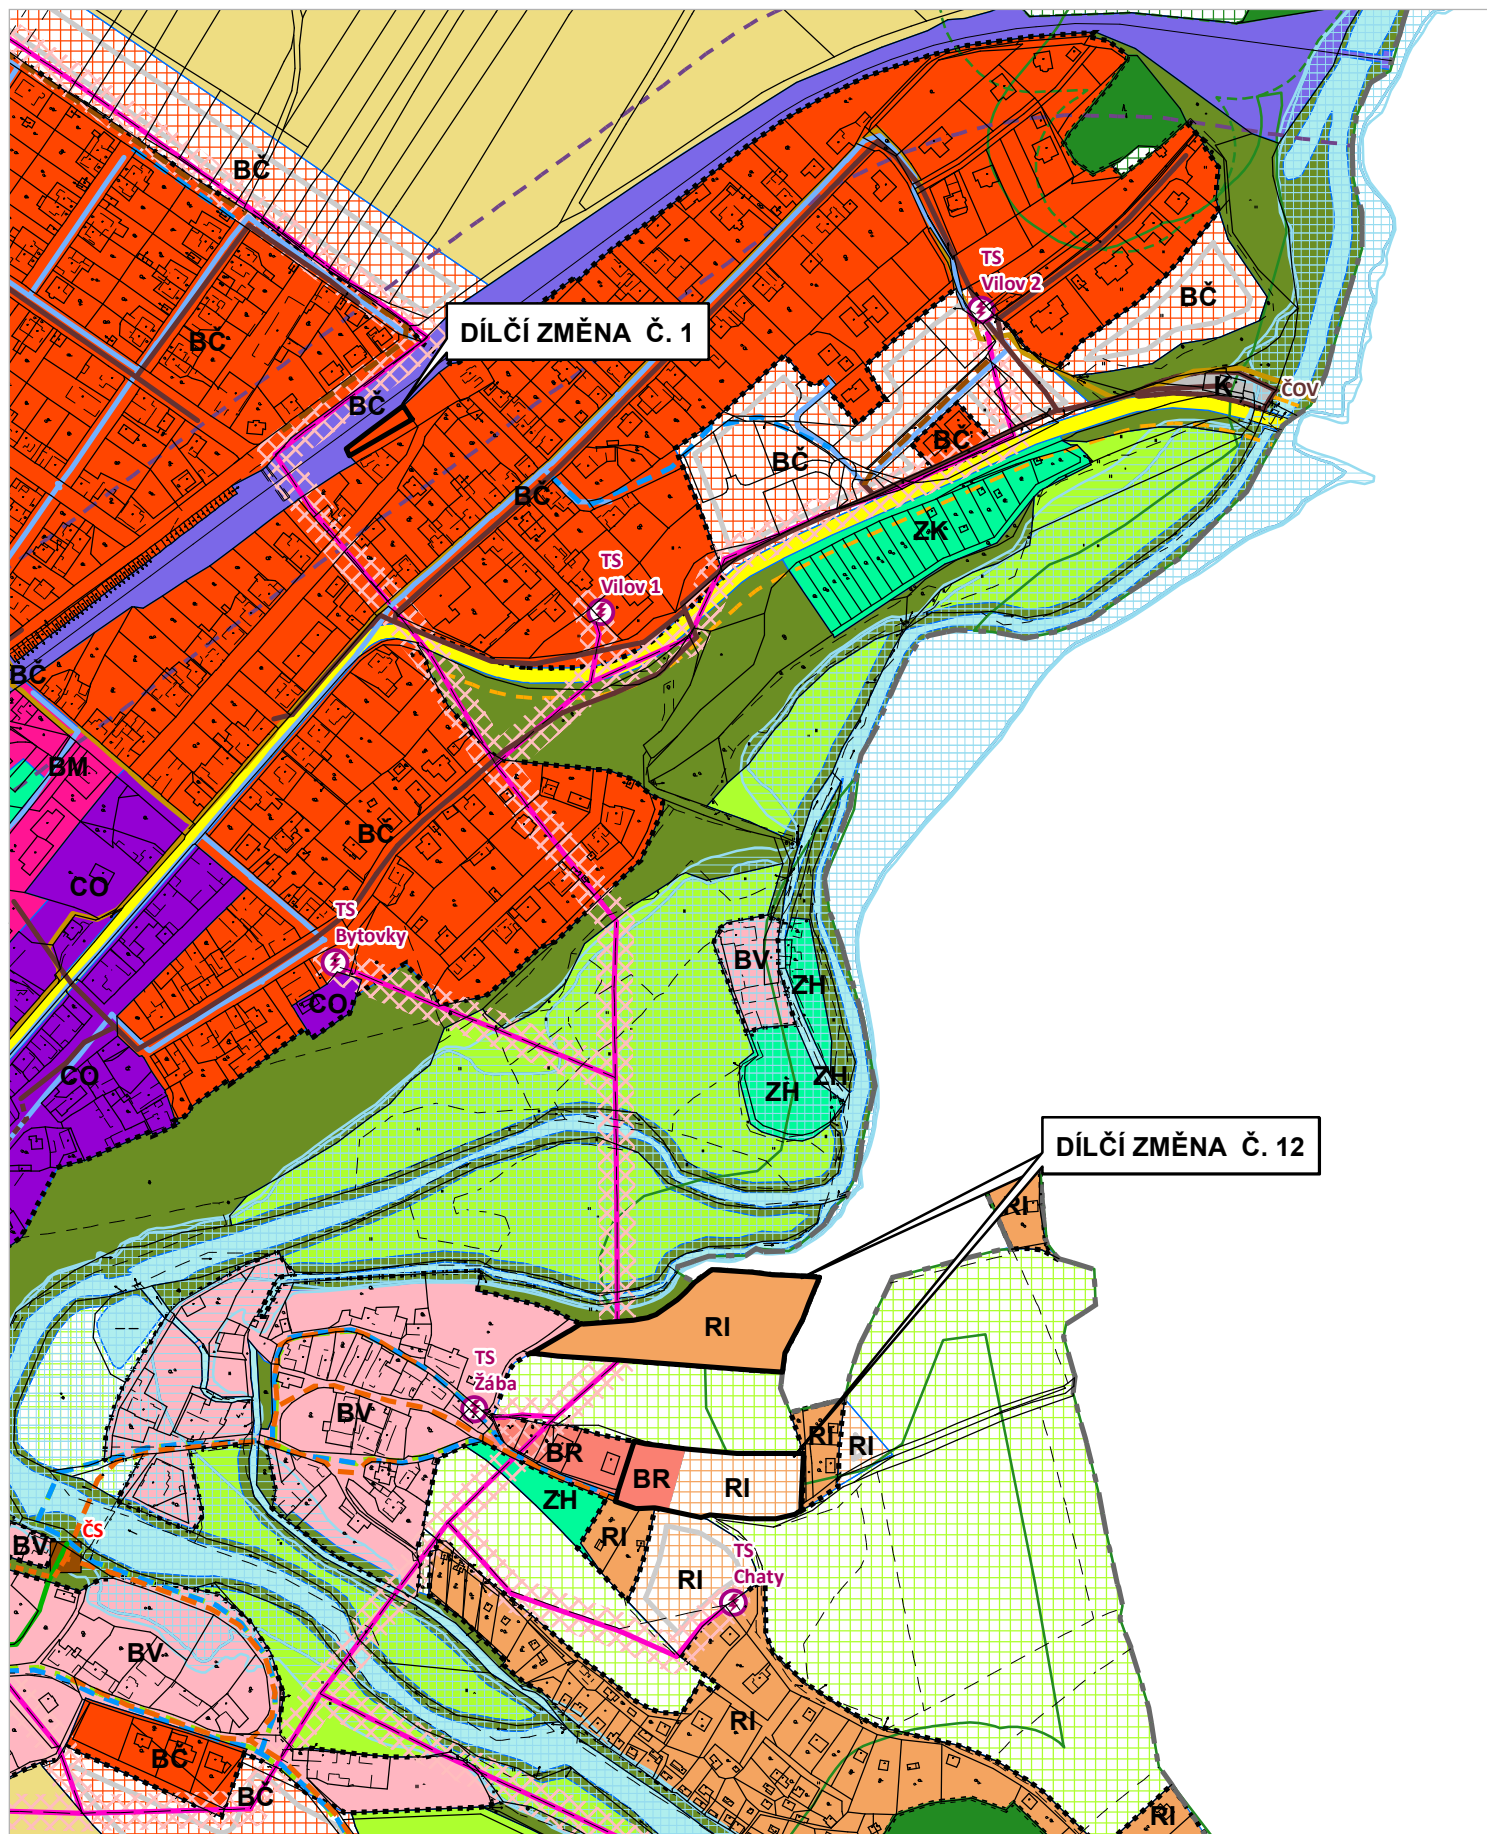 BČ
TS
Vilov 2
BČ
DÍLČÍ ZMĚNA Č. 1
BČ
BČ
K
ČOV
BČ
BČ
BČ
ZK
TS
Vilov 1
BČ
BM
BČ
CO
TS
Bytovky
BV
ZH
CO
CO
ZH
ZH
DÍLČÍ ZMĚNA Č. 12
RI
RI
TS
Žába
BV
RI
RI
BR
BR
RI
ZH
ČS
RI
BV
TS
Chaty
RI
BV
RI
BČ
BČ
RI